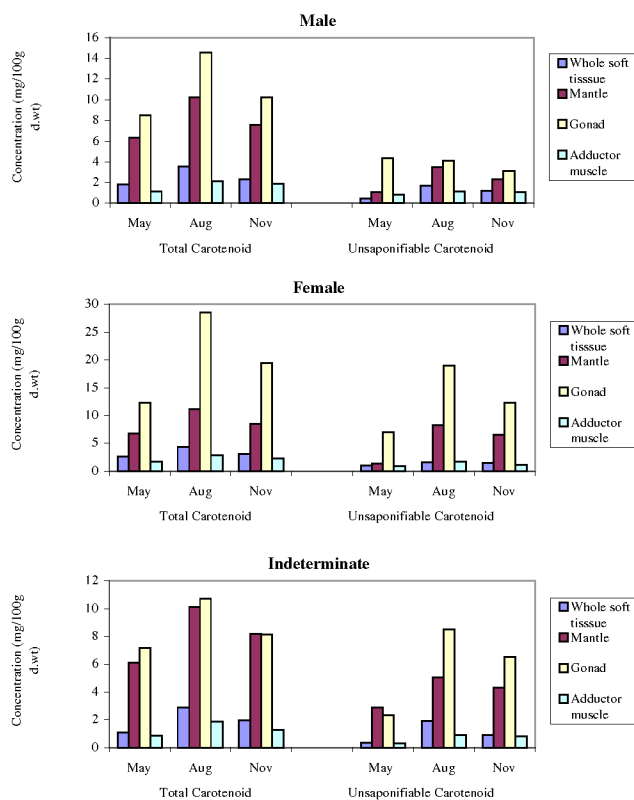 Male
Concentration (mg/100g
d.wt)
16
14
12
10
8
6
4
2
0
May Aug Nov May Aug Nov
Total Carotenoid Unsaponifiable Carotenoid
Whole soft
tisssue
Mantle
Gonad
Adductor
muscle
Female
Concentration (mg/100g
d.wt)
30
25
20
15
10
5
0
May Aug Nov May Aug Nov
Total Carotenoid Unsaponifiable Carotenoid
Whole soft
tisssue
Mantle
Gonad
Adductor
muscle
Indeterminate
Concentration (mg/100g
d.wt)
12
10
8
6
4
2
0
May Aug Nov May Aug Nov
Total Carotenoid Unsaponifiable Carotenoid
Whole soft
tisssue
Mantle
Gonad
Adductor
muscle